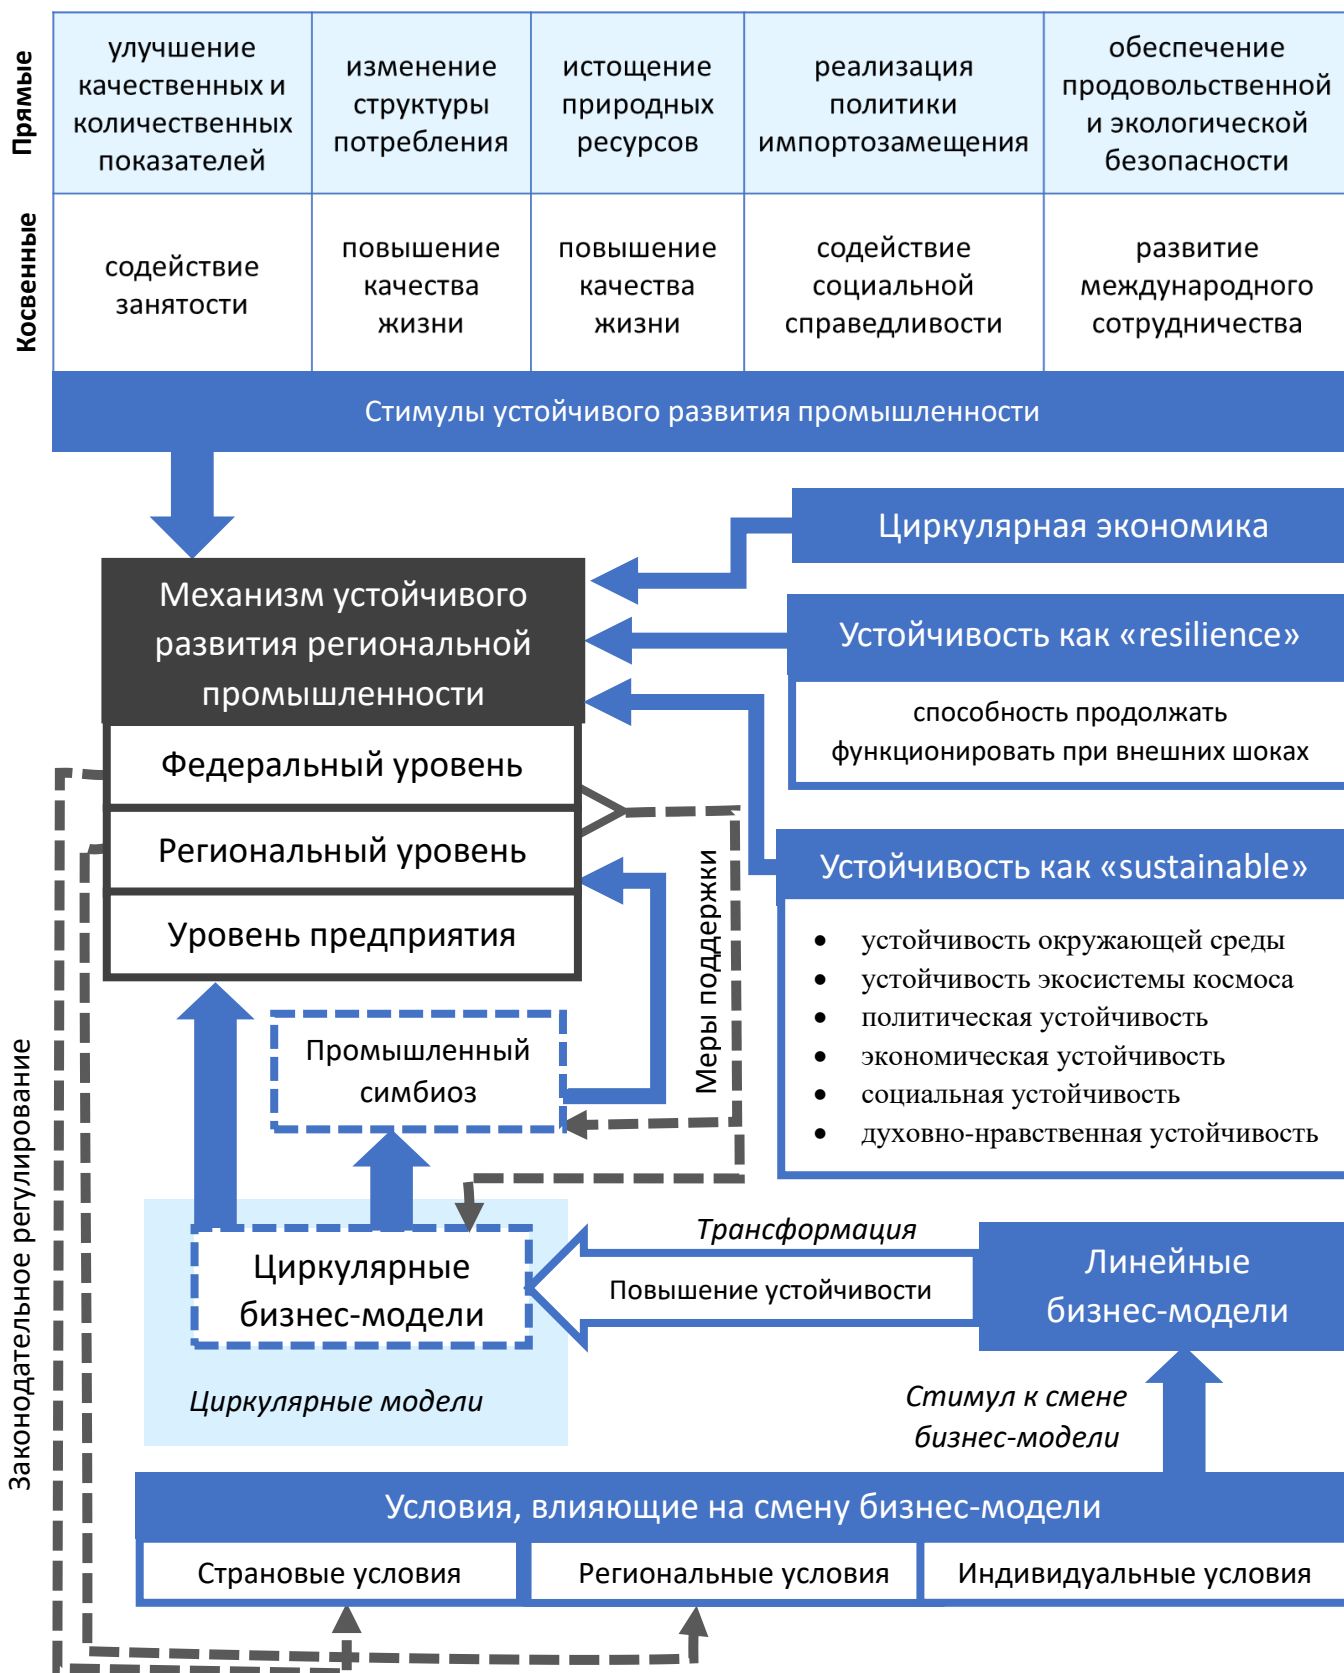 Прямые
улучшение
качественных и
количественных
показателей
изменение
структуры
потребления
истощение
природных
ресурсов
реализация
политики
импортозамещения
обеспечение
продовольственной
и экологической
безопасности
Косвенные
содействие
занятости
повышение
качества
жизни
повышение
качества
жизни
содействие
социальной
справедливости
развитие
международного
сотрудничества
Стимулы устойчивого развития промышленности
Циркулярная экономика
Механизм устойчивого
развития региональной
промышленности
Устойчивость как «resilience»
способность продолжать
функционировать при внешних шоках
Федеральный уровень
Региональный уровень
Уровень предприятия
Устойчивость как «sustainable»
• устойчивость окружающей среды
• устойчивость экосистемы космоса
• политическая устойчивость
• экономическая устойчивость
• социальная устойчивость
• духовно-нравственная устойчивость
Меры поддержки
Промышленный
симбиоз
Законодательное регулирование
Циркулярные
бизнес-модели
Циркулярные модели
Трансформация
Повышение устойчивости
Линейные
бизнес-модели
Стимул к смене
бизнес-модели
Условия, влияющие на смену бизнес-модели
Страновые условия
Региональные условия
Индивидуальные условия